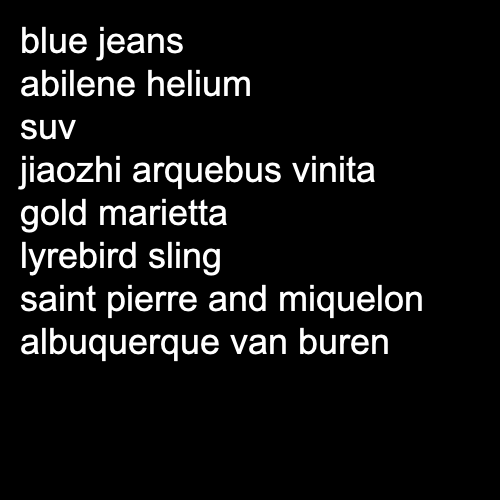 blue jeans
abilene helium
suv
jiaozhi arquebus vinita
gold marietta
lyrebird sling
saint pierre and miquelon
albuquerque van buren